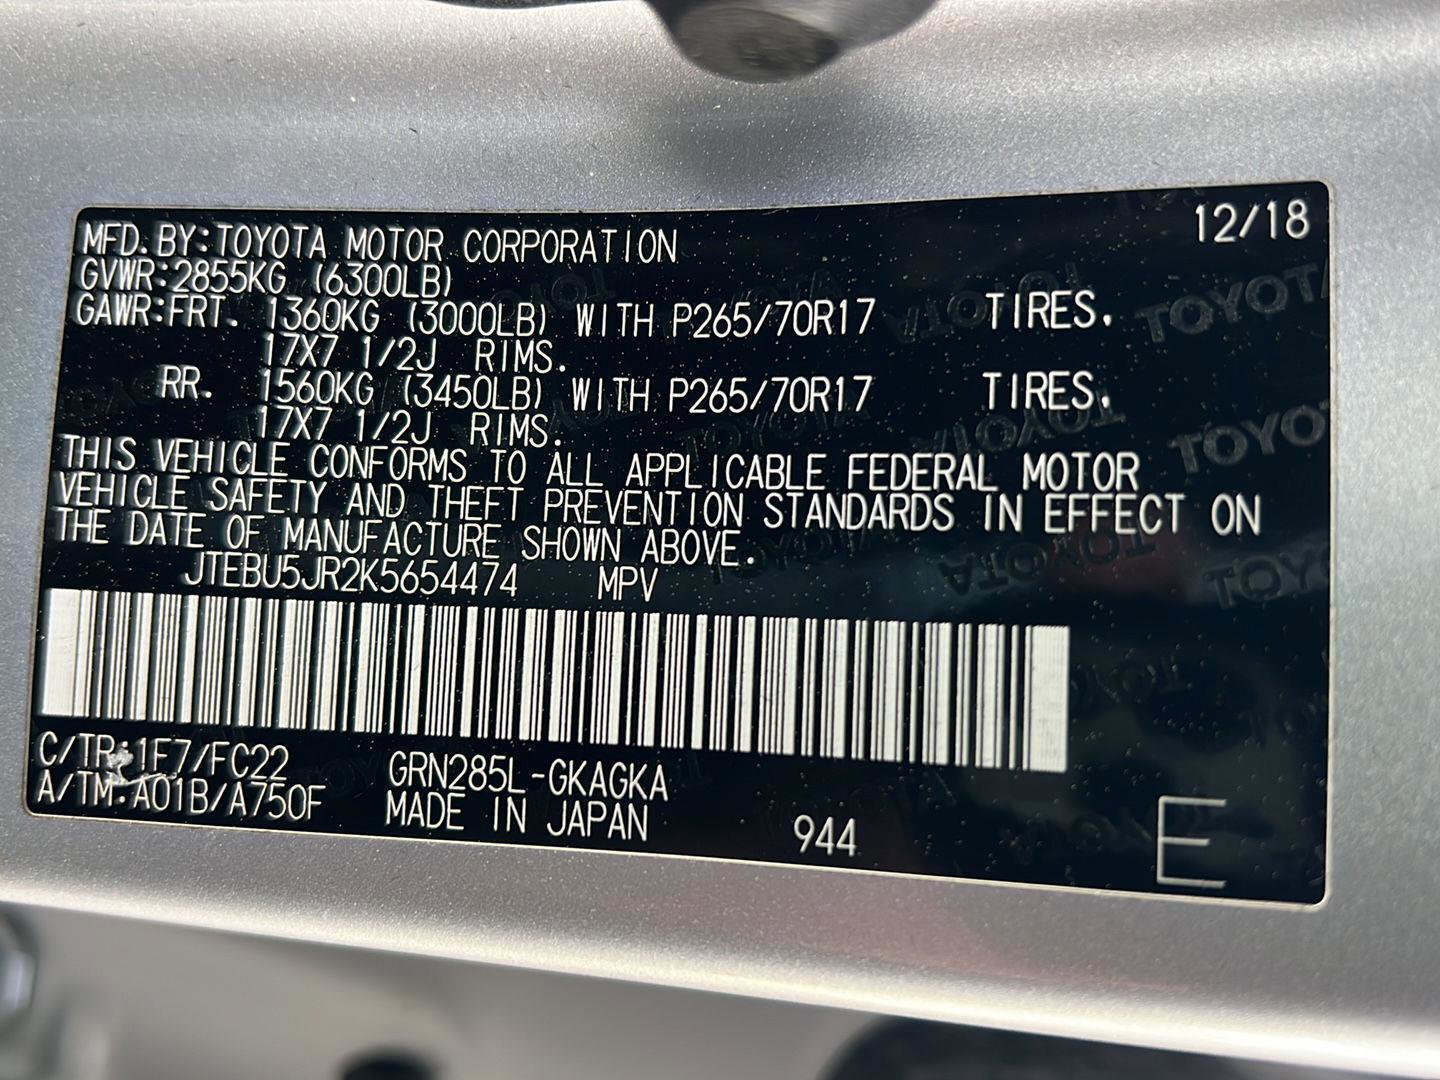 12/18
MFD. BY: TOYOTA MOTOR CORPORATION
GVWR: 2855KG (6300LB)
GAWR: FRT. 1360KG (3000LB) WITH P265/70R17 TIRES.
17X7 1/2J RIMS.
RR. 1560KG (3450LB) WITH P265/70R17 TIRES.
17X7 1/2J RIMS.
THIS VEHICLE CONFORMS TO ALL APPLICABLE FEDERAL MOTOR
VEHICLE SAFETY AND THEFT PREVENTION STANDARDS IN EFFECT ON
THE DATE OF MANUFACTURE SHOWN ABOVE.
JTEBU5JR2K5654474 MPV
C/TR: 1F7/FC22 GRN285L-GKAGKA
A/TM: A01B/A750F MADE IN JAPAN 944 E